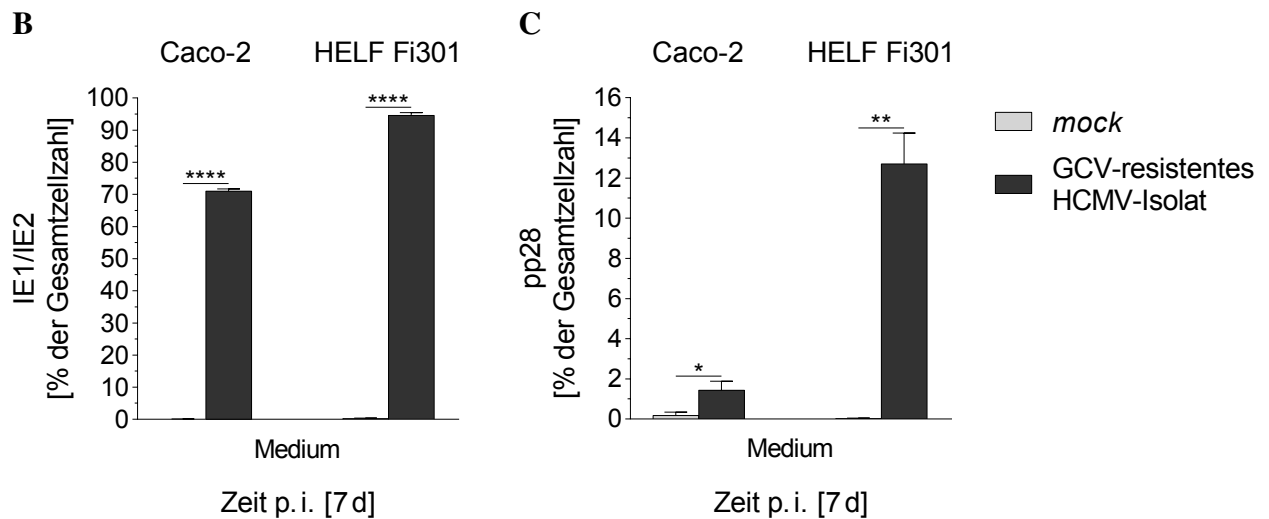 B
Caco-2 HELF Fi301
IE1/IE2
[% der Gesamtzellzahl]
100
90
80
70
60
50
40
30
20
10
0
****
****
Medium
Zeit p. i. [7 d]
C
Caco-2 HELF Fi301
pp28
[% der Gesamtzellzahl]
16
14
12
10
8
6
4
2
0
*
**
Medium
Zeit p. i. [7 d]
mock
GCV-resistentes
HCMV-Isolat